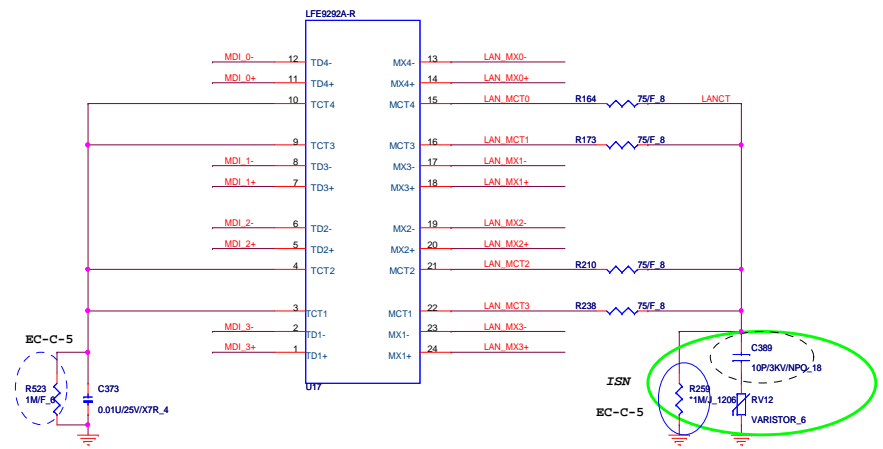 LFE9292A-R
MDI_0- 12 TD4- MX4- 13 LAN_MX0-
MDI_0+ 11 TD4+ MX4+ 14 LAN_MX0+
10 TCT4 MCT4 15 LAN_MCT0 R164 75/F_8 LANCT
9 TCT3 MCT3 16 LAN_MCT1 R173 75/F_8
MDI_1- 8 TD3- MX3- 17 LAN_MX1-
MDI_1+ 7 TD3+ MX3+ 18 LAN_MX1+
MDI_2- 6 TD2- MX2- 19 LAN_MX2-
MDI_2+ 5 TD2+ MX2+ 20 LAN_MX2+
4 TCT2 MCT2 21 LAN_MCT2 R210 75/F_8
3 TCT1 MCT1 22 LAN_MCT3 R238 75/F_8
MDI_3- 2 TD1- MX1- 23 LAN_MX3-
MDI_3+ 1 TD1+ MX1+ 24 LAN_MX3+
U17
EC-C-5
R523
1M/F_6
C373
0.01U/25V/X7R_4
C389
10P/3KV/NPO_18
ISN
EC-C-5
R259
*1M/J_1206
RV12
VARISTOR_6